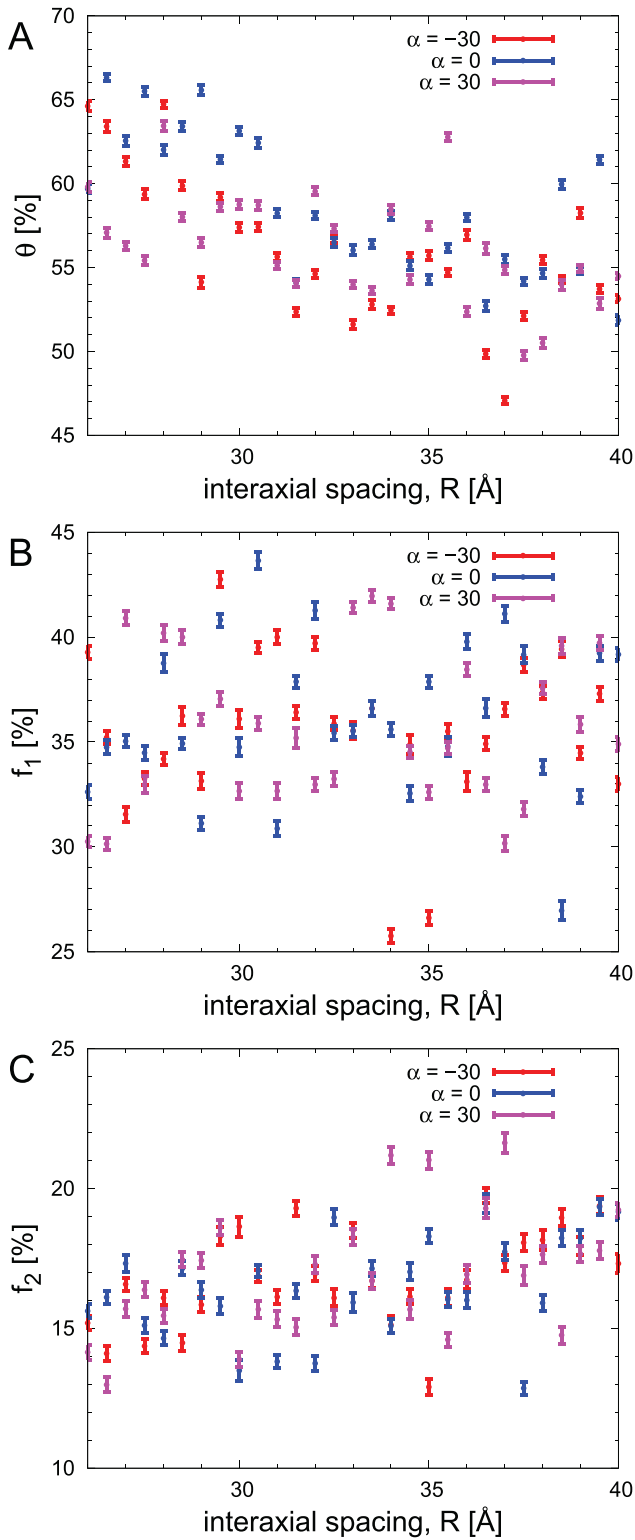 A
70
65
60
55
50
45
θ [%]
α = −30
α = 0
α = 30
30
35
40
interaxial spacing, R [Å]
B
45
40
35
30
25
f1 [%]
α = −30
α = 0
α = 30
30
35
40
interaxial spacing, R [Å]
C
25
20
15
10
f2 [%]
α = −30
α = 0
α = 30
30
35
40
interaxial spacing, R [Å]